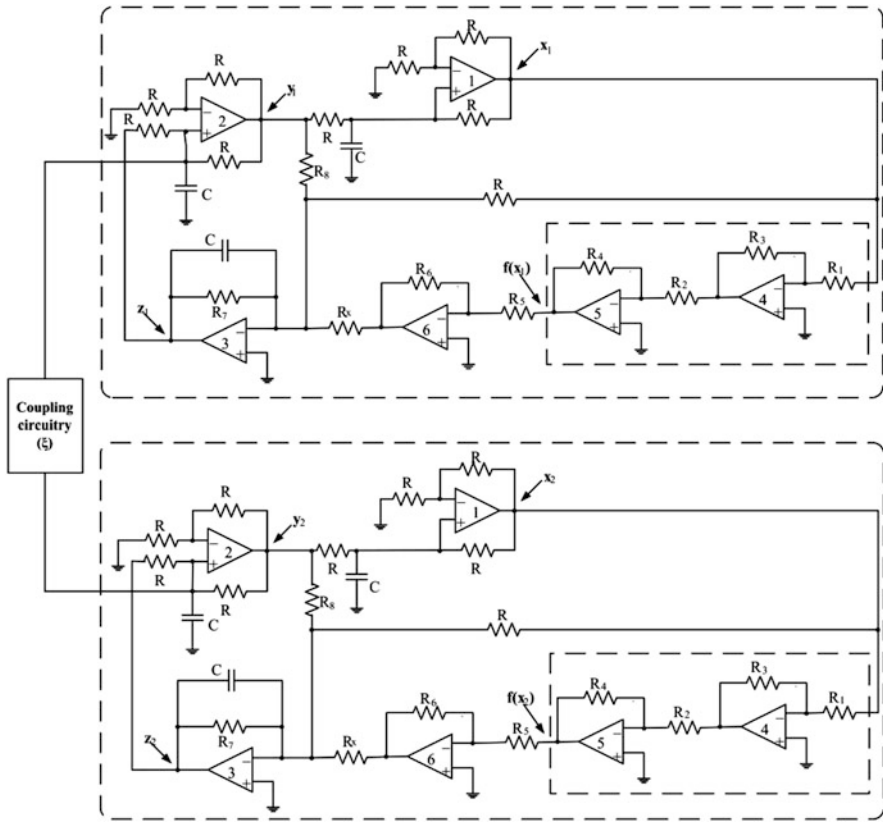 R
R
x₁
1
R
R
R
y₁
R
2
R
R
C
R
C
R₈
R
C
R₇
z₁
3
Rx
R₆
6
R₅
f(x₁)
R₄
5
R₂
R₃
4
R₁
Coupling
circuitry
(ξ)
R
R
x₂
1
R
R
R
y₂
2
R
R
C
R
C
R₈
R
C
R₇
z₂
3
Rx
R₆
6
R₅
f(x₂)
R₄
5
R₂
R₃
4
R₁